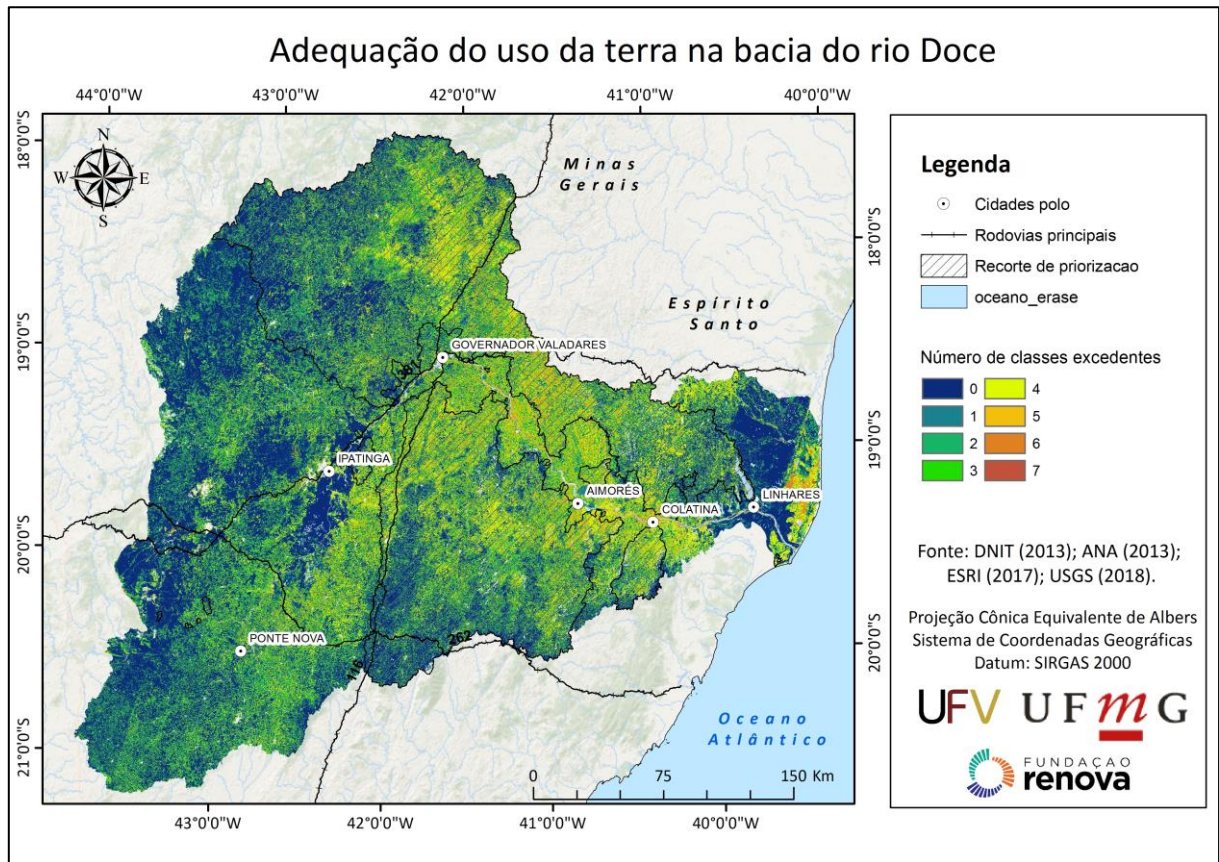 Adequação do uso da terra na bacia do rio Doce
44°0'0"W 43°0'0"W 42°0'0"W 41°0'0"W 40°0'0"W
18°0'0"S
19°0'0"S
20°0'0"S
21°0'0"S
18°0'0"S
19°0'0"S
20°0'0"S
43°0'0"W 42°0'0"W 41°0'0"W 40°0'0"W
N
W E
S
Minas
Gerais
Espírito
Santo
GOVERNADOR VALADARES
381
IPATINGA
AIMORÉS
COLATINA
LINHARES
PONTE NOVA
262
116
Oceano
Atlântico
0 75 150 Km
Legenda
Cidades polo
Rodovias principais
Recorte de priorizacao
oceano_erase
Número de classes excedentes
0 4
1 5
2 6
3 7
Fonte: DNIT (2013); ANA (2013);
ESRI (2017); USGS (2018).
Projeção Cônica Equivalente de Albers
Sistema de Coordenadas Geográficas
Datum: SIRGAS 2000
UFV UFmG
FUNDAÇAO
renova